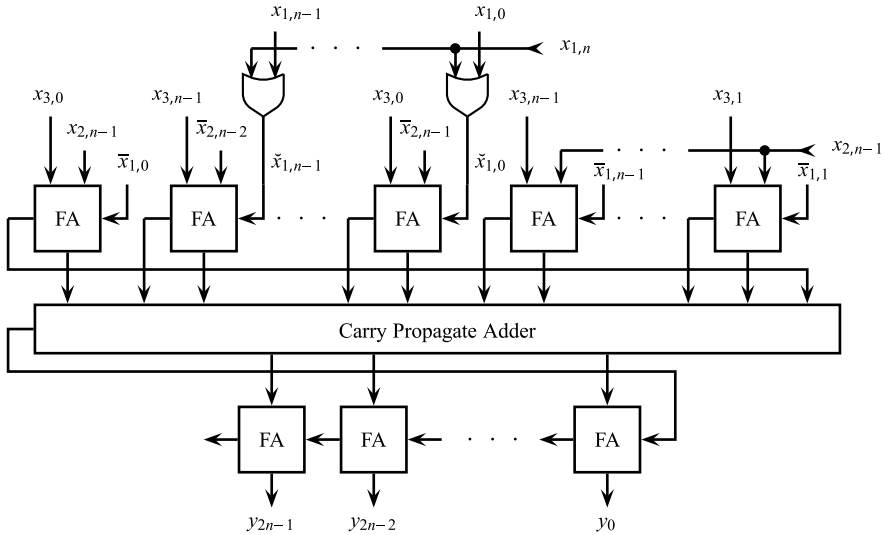 x1,n−1 x1,0
· · · x1,n
x3,0 x3,n−1 x3,0 x3,n−1 x3,1
x2,n−1 x̅2,n−2 x̅2,n−1 · · · x2,n−1
x̅1,0 x̆1,n−1 x̆1,0 x̅1,n−1 x̅1,1
FA FA · · · FA FA · · · FA
Carry Propagate Adder
FA FA · · · FA
y2n−1 y2n−2 y0